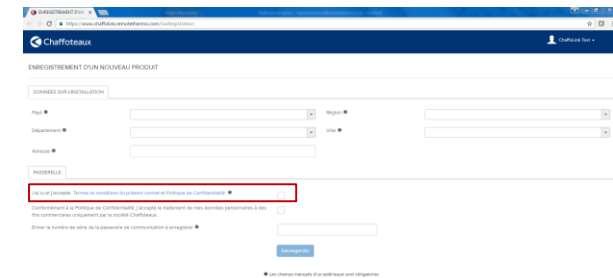 ENREGISTREMENT D'UN
https://www.chaffolink.remotethermo.com/Go/Registration
Chaffoteaux
ChaffoLink Test
ENREGISTREMENT D'UN NOUVEAU PRODUIT
DONNÉES SUR L'INSTALLATION
Pays
Région
Département
Ville
Adresse
PASSERELLE
J'ai lu et j'accepte Termes et conditions du présent contrat et Politique de Confidentialité
Conformément à la Politique de Confidentialité, j'accepte le traitement de mes données personnelles à des
fins commerciales uniquement par la société Chaffoteaux
Entrer le numéro de série de la passerelle de communication à enregistrer
Sauvegarder
Les champs marqués d'un astérisque sont obligatoires